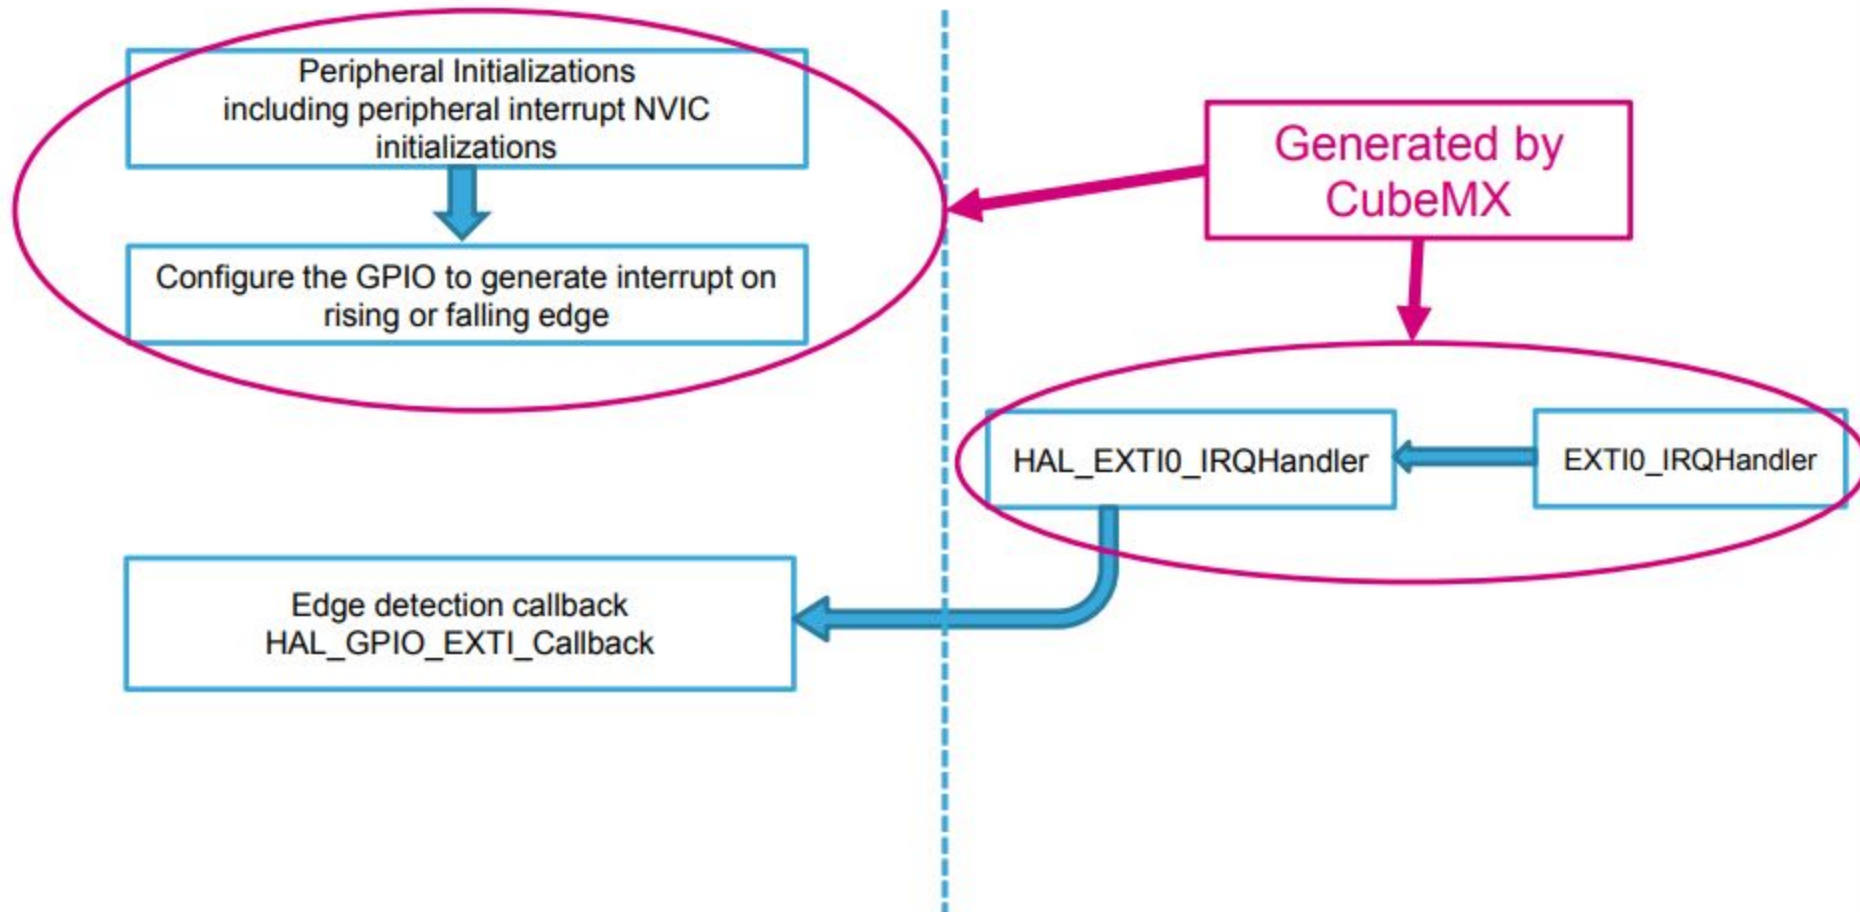 Peripheral Initializations
including peripheral interrupt NVIC
initializations
Generated by
CubeMX
Configure the GPIO to generate interrupt on
rising or falling edge
HAL_EXTI0_IRQHandler
EXTI0_IRQHandler
Edge detection callback
HAL_GPIO_EXTI_Callback